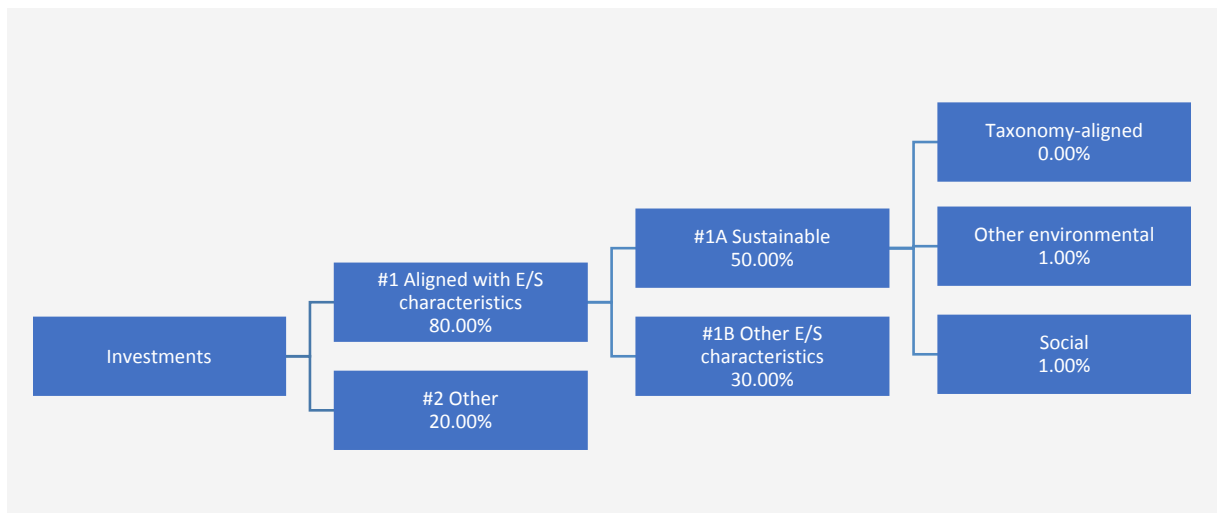 Investments
#1 Aligned with E/S
characteristics
80.00%
#2 Other
20.00%
#1A Sustainable
50.00%
#1B Other E/S
characteristics
30.00%
Taxonomy-aligned
0.00%
Other environmental
1.00%
Social
1.00%